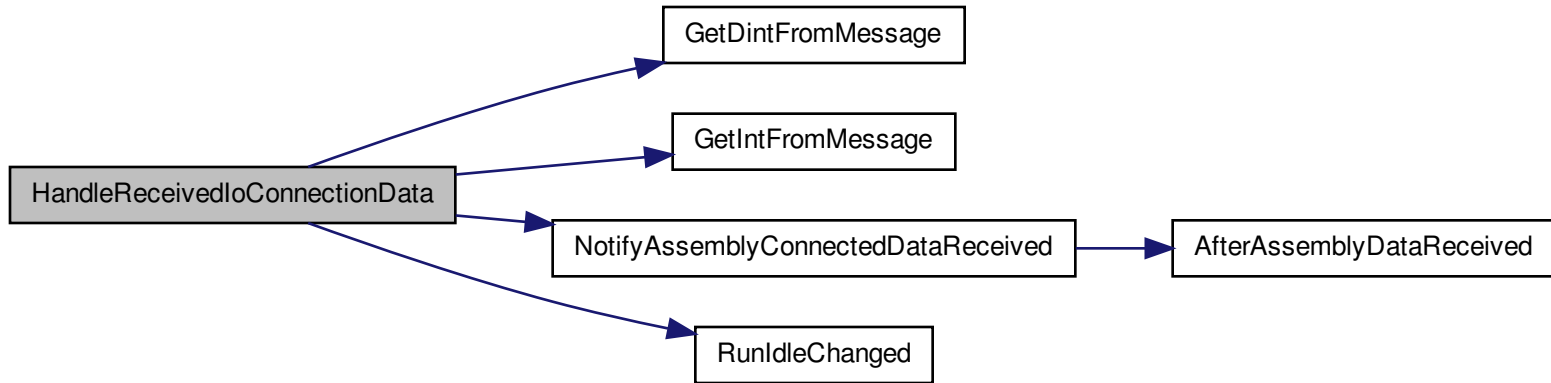 GetDintFromMessage
GetIntFromMessage
HandleReceivedIoConnectionData
NotifyAssemblyConnectedDataReceived
AfterAssemblyDataReceived
RunIdleChanged